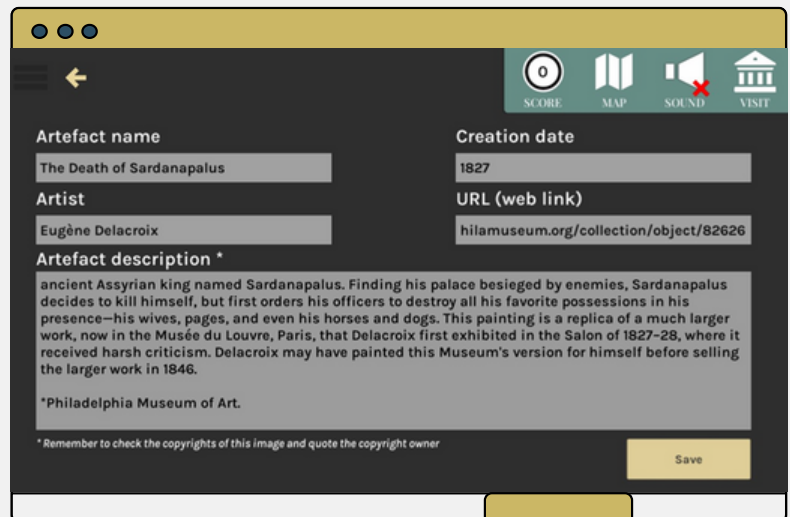 0
SCORE MAP SOUND VISIT
Artefact name
The Death of Sardanapalus
Creation date
1827
Artist
Eugène Delacroix
URL (web link)
hilamuseum.org/collection/object/82626
Artefact description *
ancient Assyrian king named Sardanapalus. Finding his palace besieged by enemies, Sardanapalus
decides to kill himself, but first orders his officers to destroy all his favorite possessions in his
presence—his wives, pages, and even his horses and dogs. This painting is a replica of a much larger
work, now in the Musée du Louvre, Paris, that Delacroix first exhibited in the Salon of 1827–28, where it
received harsh criticism. Delacroix may have painted this Museum's version for himself before selling
the larger work in 1846.
*Philadelphia Museum of Art.
* Remember to check the copyrights of this image and quote the copyright owner
Save